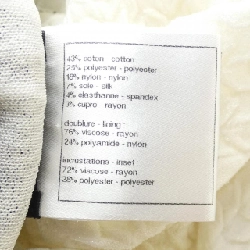 43% coton - cotton
25% polyester - polyester
15% nylon - nylon
7% soie - silk
4% elasthanne - spandex
3% cupro - rayon
doublure - lining
76% viscose - rayon
24% polyamide - nylon
incrustations - inset
72% viscose - rayon
28% polyester - polyester